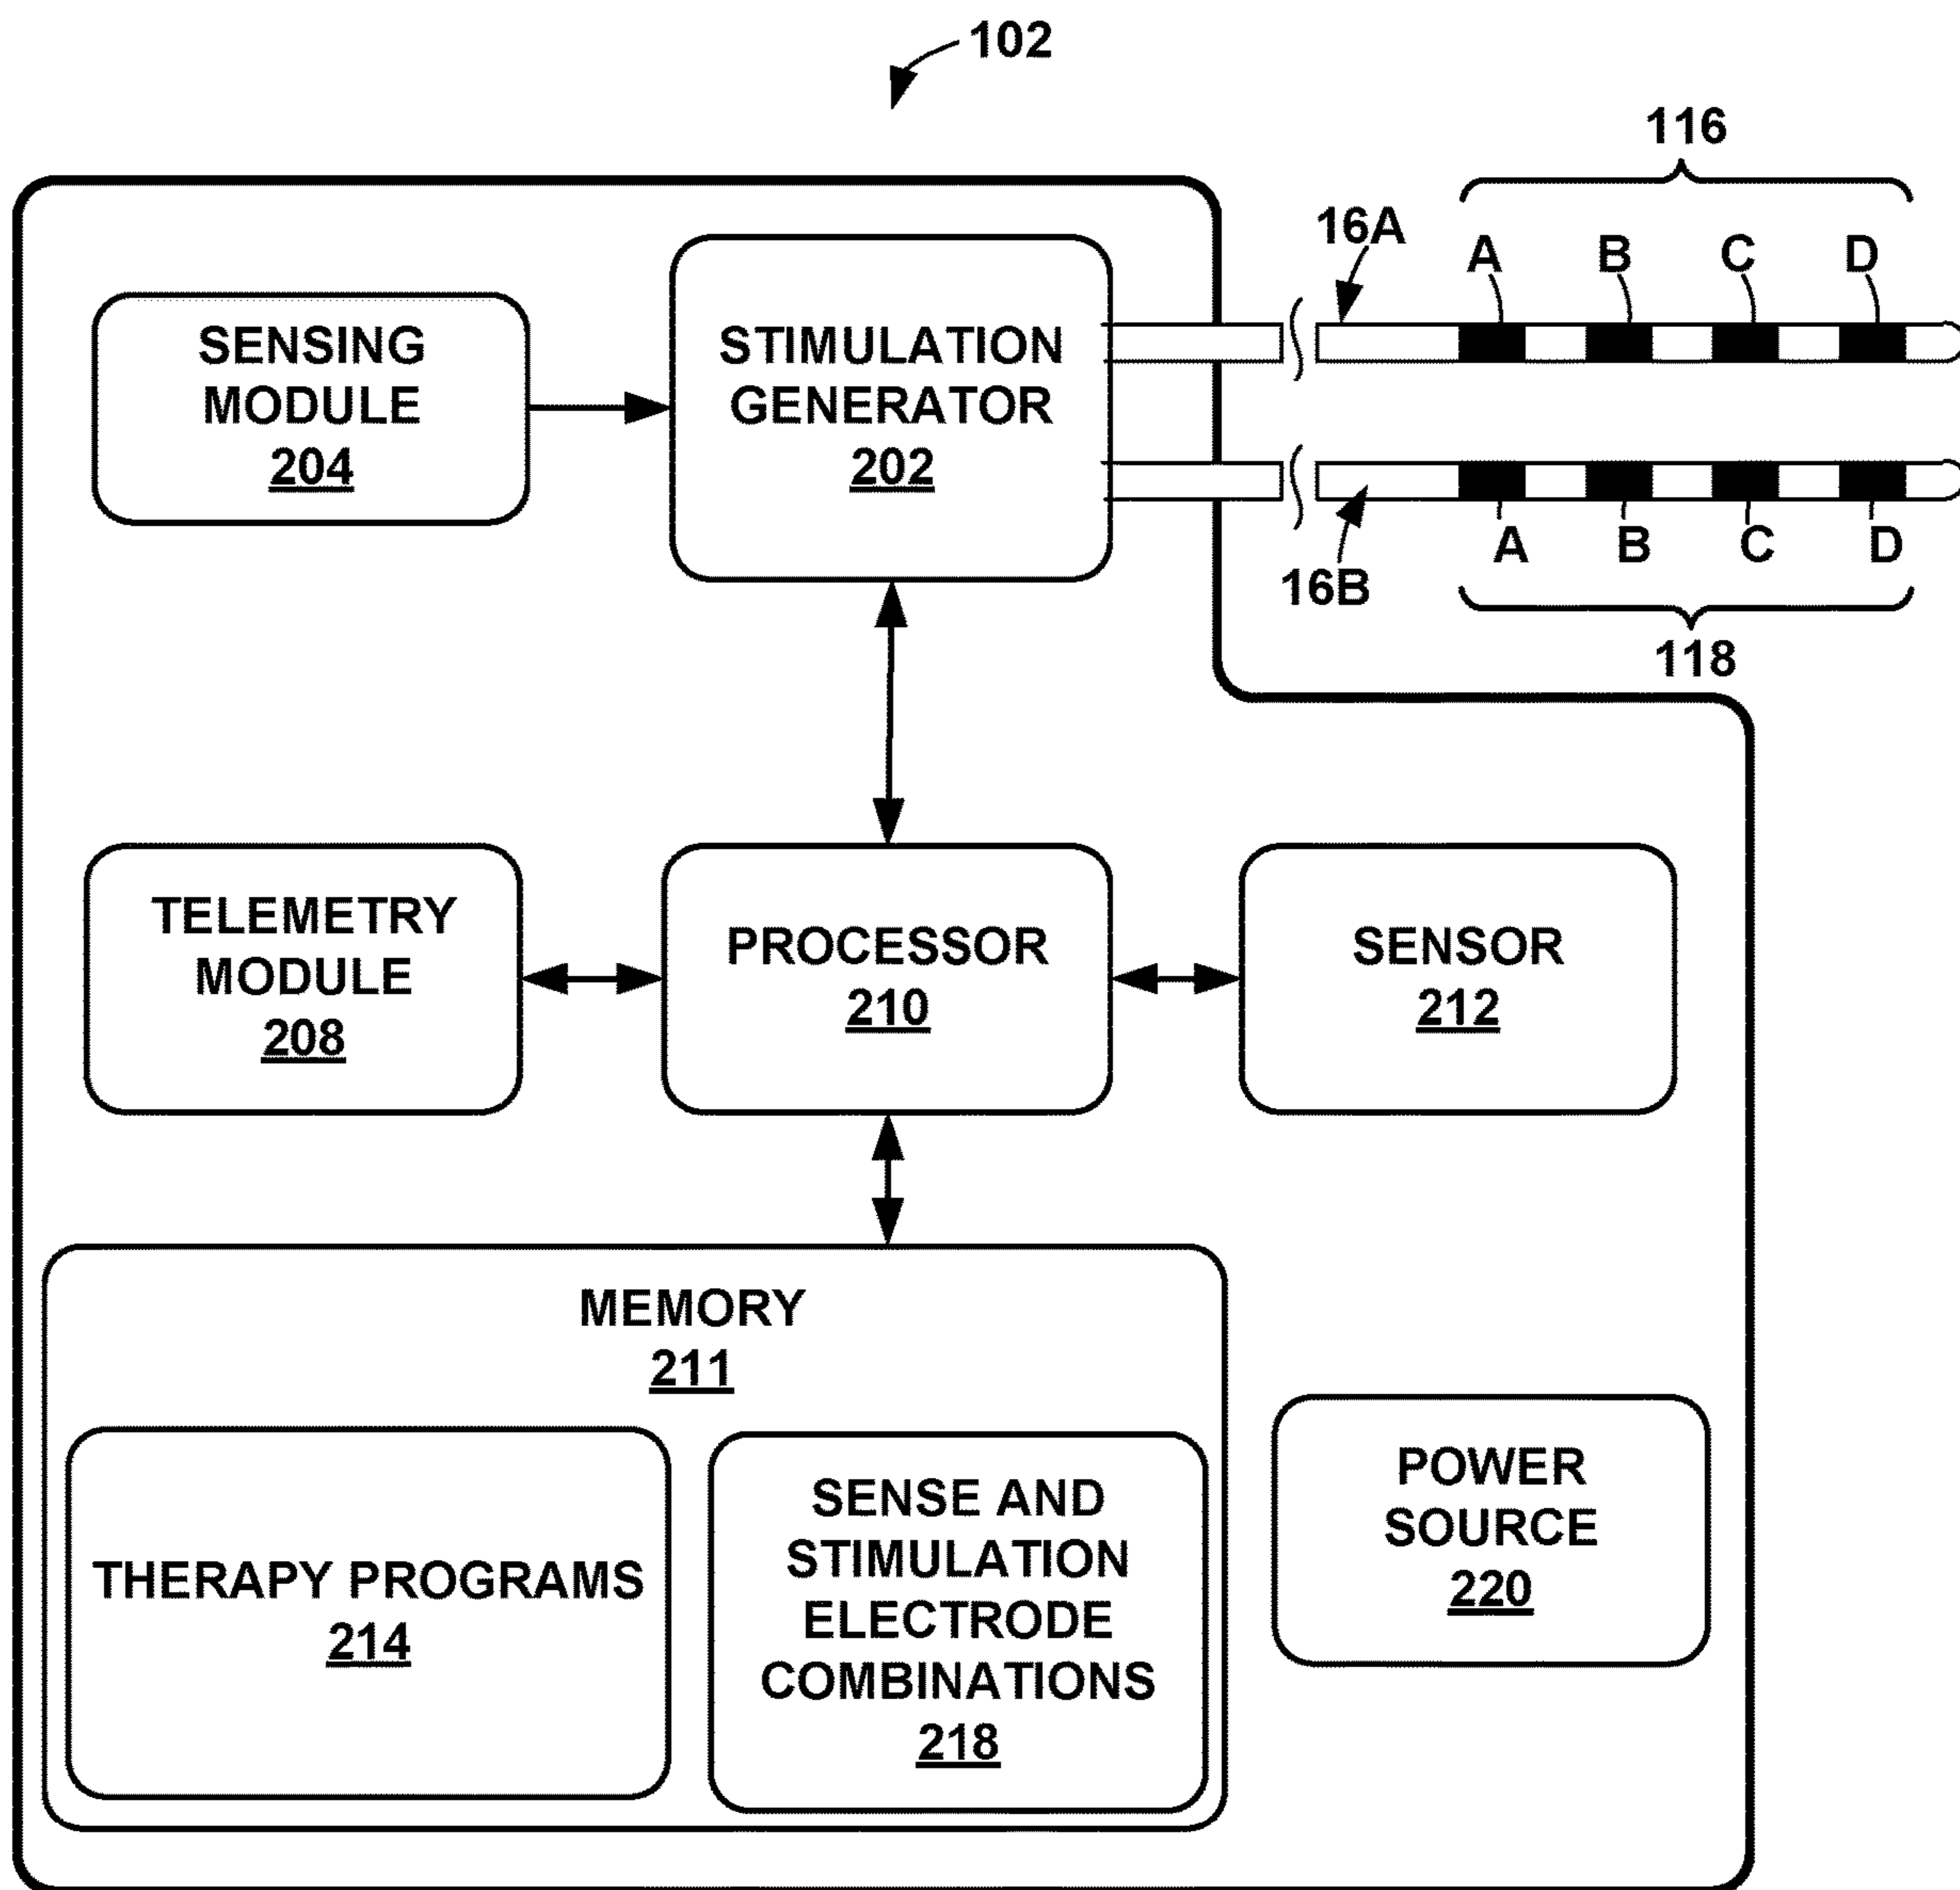 102
116
16A
A B C D
SENSING
MODULE
204
STIMULATION
GENERATOR
202
A B C D
16B
118
TELEMETRY
MODULE
208
PROCESSOR
210
SENSOR
212
MEMORY
211
THERAPY PROGRAMS
214
SENSE AND
STIMULATION
ELECTRODE
COMBINATIONS
218
POWER
SOURCE
220